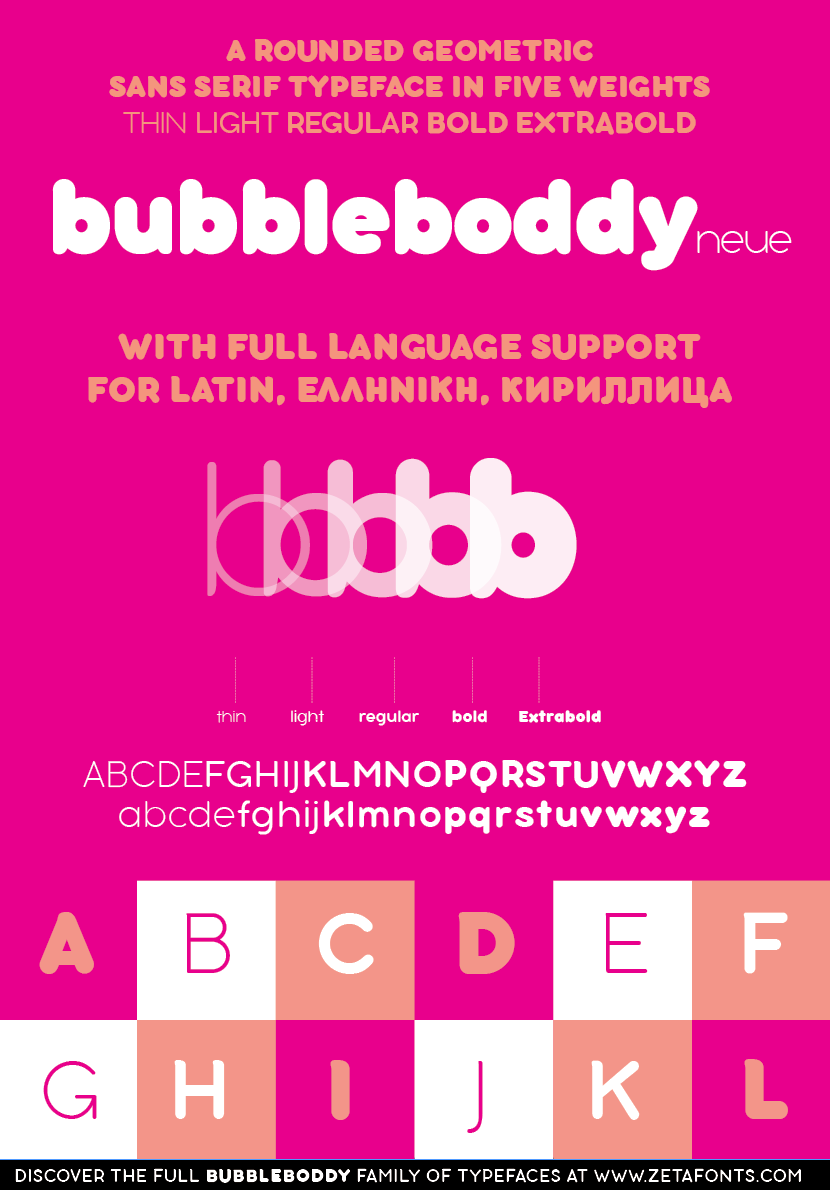 A ROUNDED GEOMETRIC
SANS SERIF TYPEFACE IN FIVE WEIGHTS
THIN LIGHT REGULAR BOLD EXTRABOLD
bubbleboddy neue
WITH FULL LANGUAGE SUPPORT
FOR LATIN, ΕΛΛΗΝΙΚΗ, КИРИЛЛИЦА
b b b b b
thin light regular bold Extrabold
ABCDEFGHIJKLMNOPQRSTUVWXYZ
abcdefghijklmnopqrstuvwxyz
A B C D E F
G H I J K L
DISCOVER THE FULL BUBBLEBODDY FAMILY OF TYPEFACES AT WWW.ZETAFONTS.COM